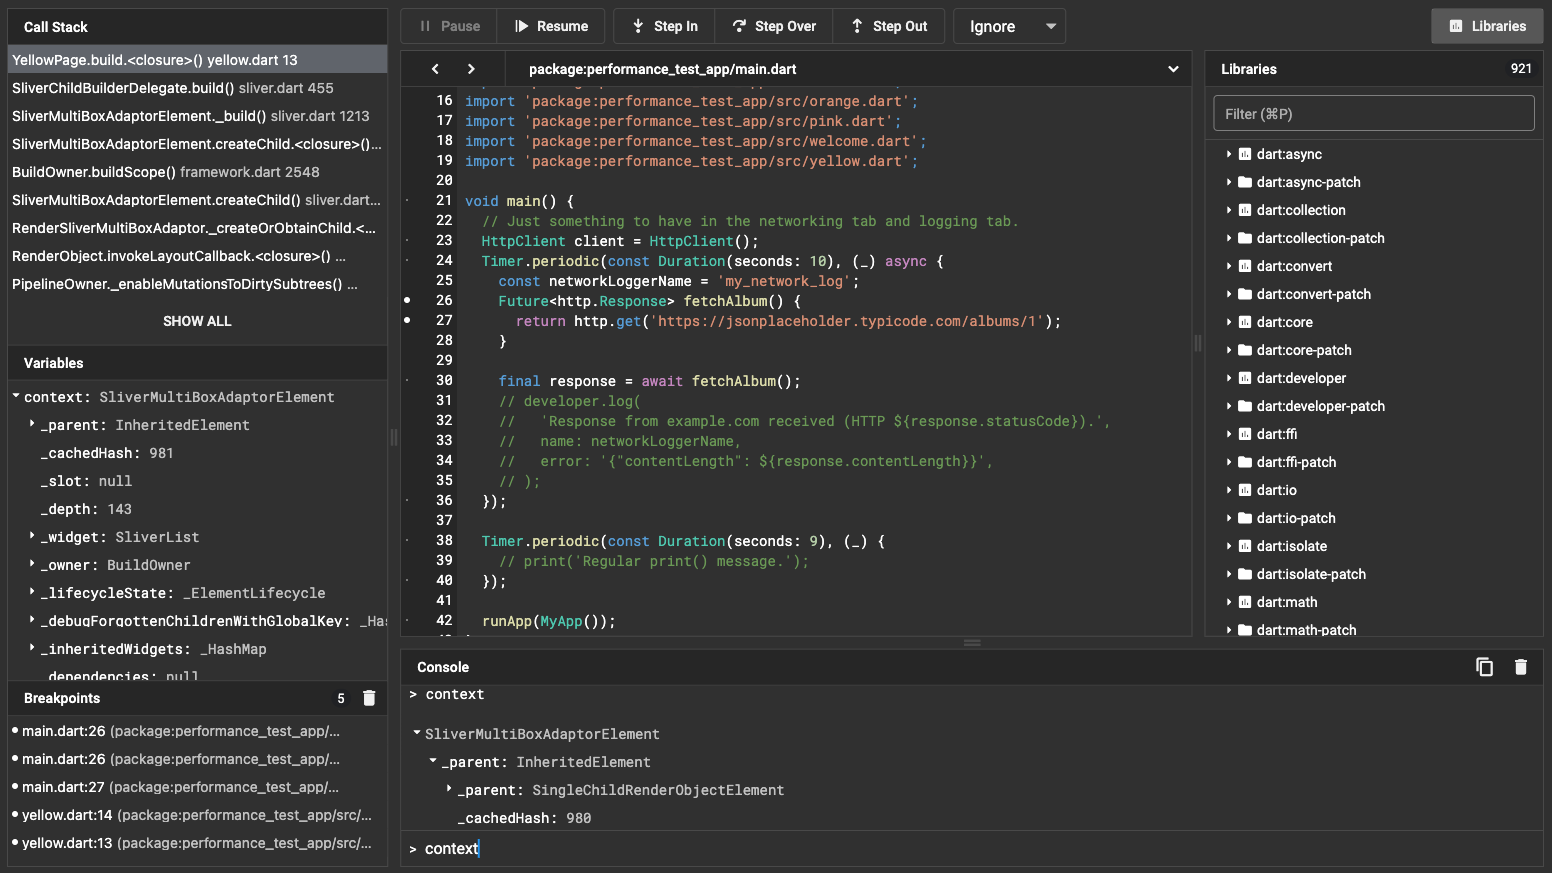 Call Stack
YellowPage.build.<closure>() yellow.dart 13
SliverChildBuilderDelegate.build() sliver.dart 455
SliverMultiBoxAdaptorElement._build() sliver.dart 1213
SliverMultiBoxAdaptorElement.createChild.<closure>()...
BuildOwner.buildScope() framework.dart 2548
SliverMultiBoxAdaptorElement.createChild() sliver.dart...
RenderSliverMultiBoxAdaptor._createOrObtainChild.<...
RenderObject.invokeLayoutCallback.<closure>() ...
PipelineOwner._enableMutationsToDirtySubtrees() ...
SHOW ALL
Variables
context: SliverMultiBoxAdaptorElement
_parent: InheritedElement
_cachedHash: 981
_slot: null
_depth: 143
_widget: SliverList
_owner: BuildOwner
_lifecycleState: _ElementLifecycle
_debugForgottenChildrenWithGlobalKey: _Has
_inheritedWidgets: _HashMap
_dependencies: null
Breakpoints 5
main.dart:26 (package:performance_test_app/...
main.dart:26 (package:performance_test_app/...
main.dart:27 (package:performance_test_app/...
yellow.dart:14 (package:performance_test_app/src/...
yellow.dart:13 (package:performance_test_app/src/...
Pause Resume Step In Step Over Step Out Ignore Libraries
package:performance_test_app/main.dart
16 import 'package:performance_test_app/src/orange.dart';
17 import 'package:performance_test_app/src/pink.dart';
18 import 'package:performance_test_app/src/welcome.dart';
19 import 'package:performance_test_app/src/yellow.dart';
20
21 void main() {
22 // Just something to have in the networking tab and logging tab.
23 HttpClient client = HttpClient();
24 Timer.periodic(const Duration(seconds: 10), (_) async {
25 const networkLoggerName = 'my_network_log';
26 Future<http.Response> fetchAlbum() {
27 return http.get('https://jsonplaceholder.typicode.com/albums/1');
28 }
29
30 final response = await fetchAlbum();
31 // developer.log(
32 // 'Response from example.com received (HTTP ${response.statusCode}).',
33 // name: networkLoggerName,
34 // error: '{"contentLength": ${response.contentLength}}',
35 // );
36 });
37
38 Timer.periodic(const Duration(seconds: 9), (_) {
39 // print('Regular print() message.');
40 });
41
42 runApp(MyApp());
Libraries 921
Filter (⌘P)
dart:async
dart:async-patch
dart:collection
dart:collection-patch
dart:convert
dart:convert-patch
dart:core
dart:core-patch
dart:developer
dart:developer-patch
dart:ffi
dart:ffi-patch
dart:io
dart:io-patch
dart:isolate
dart:isolate-patch
dart:math
dart:math-patch
Console
> context
SliverMultiBoxAdaptorElement
_parent: InheritedElement
_parent: SingleChildRenderObjectElement
_cachedHash: 980
> context